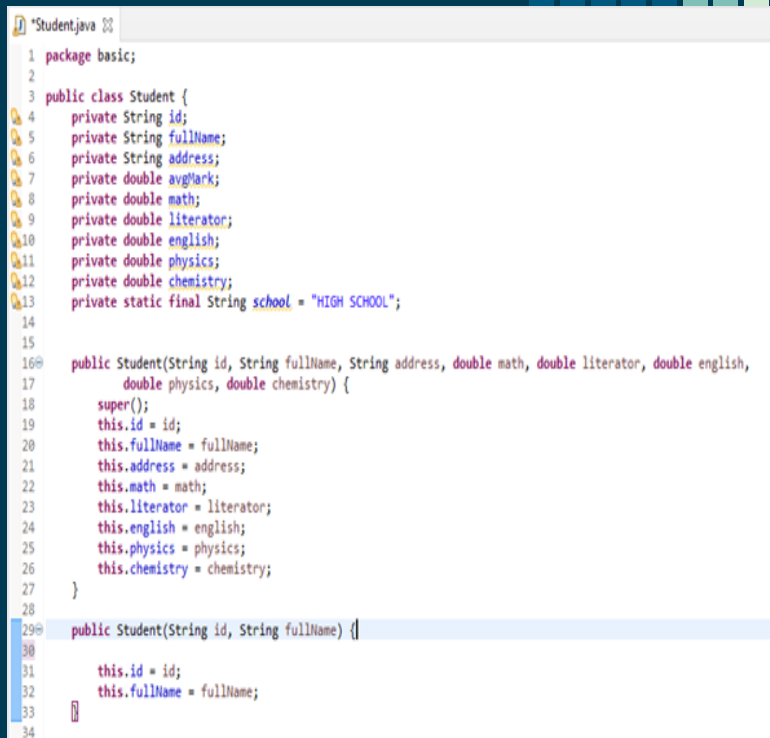 *Student.java
1 package basic;
2
3 public class Student {
4 private String id;
5 private String fullName;
6 private String address;
7 private double avgMark;
8 private double math;
9 private double literator;
10 private double english;
11 private double physics;
12 private double chemistry;
13 private static final String school = "HIGH SCHOOL";
14
15
16 public Student(String id, String fullName, String address, double math, double literator, double english,
17 double physics, double chemistry) {
18 super();
19 this.id = id;
20 this.fullName = fullName;
21 this.address = address;
22 this.math = math;
23 this.literator = literator;
24 this.english = english;
25 this.physics = physics;
26 this.chemistry = chemistry;
27 }
28
29 public Student(String id, String fullName) {
30
31 this.id = id;
32 this.fullName = fullName;
33 }
34